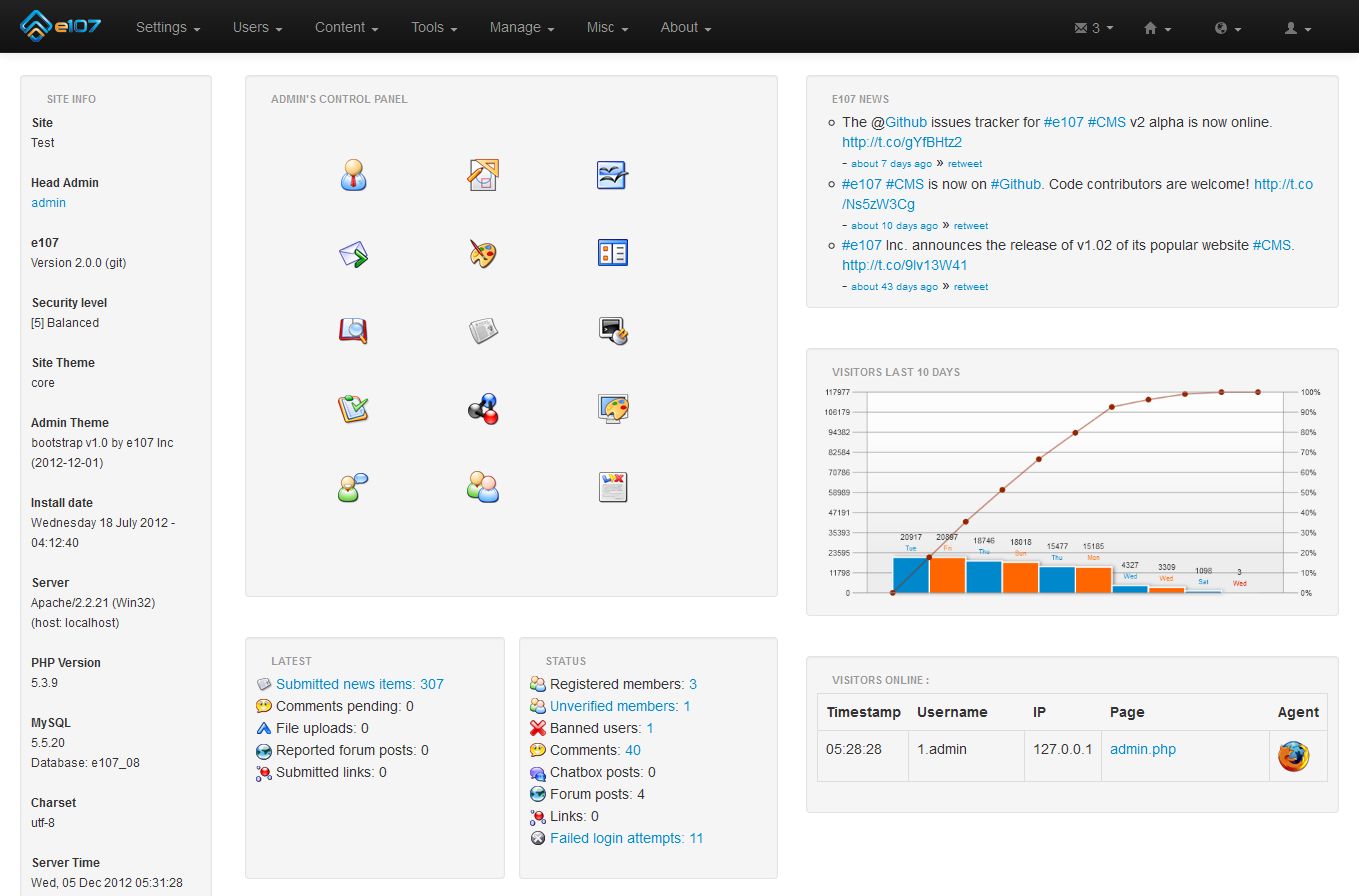 e107 Settings Users Content Tools Manage Misc About 3
SITE INFO
Site
Test
Head Admin
admin
e107
Version 2.0.0 (git)
Security level
[5] Balanced
Site Theme
core
Admin Theme
bootstrap v1.0 by e107 Inc
(2012-12-01)
Install date
Wednesday 18 July 2012 -
04:12:40
Server
Apache/2.2.21 (Win32)
(host: localhost)
PHP Version
5.3.9
MySQL
5.5.20
Database: e107_08
Charset
utf-8
Server Time
Wed, 05 Dec 2012 05:31:28
ADMIN'S CONTROL PANEL
LATEST
Submitted news items: 307
Comments pending: 0
File uploads: 0
Reported forum posts: 0
Submitted links: 0
STATUS
Registered members: 3
Unverified members: 1
Banned users: 1
Comments: 40
Chatbox posts: 0
Forum posts: 4
Links: 0
Failed login attempts: 11
E107 NEWS
The @Github issues tracker for #e107 #CMS v2 alpha is now online.
http://t.co/gYfBHtz2
- about 7 days ago » retweet
#e107 #CMS is now on #Github. Code contributors are welcome! http://t.co
/Ns5zW3Cg
- about 10 days ago » retweet
#e107 Inc. announces the release of v1.02 of its popular website #CMS.
http://t.co/9lv13W41
- about 43 days ago » retweet
VISITORS LAST 10 DAYS
117977 100%
106179 90%
94382 80%
82584 70%
70786 60%
58989 50%
47191 40%
35393 30%
23595 20%
11798 10%
0 0%
20917 20897 18746 18018 15477 15185 4327 3309 1098 3
Tue Fri Thu Sun Thu Mon Wed Wed Sat Wed
VISITORS ONLINE :
Timestamp Username IP Page Agent
05:28:28 1.admin 127.0.0.1 admin.php